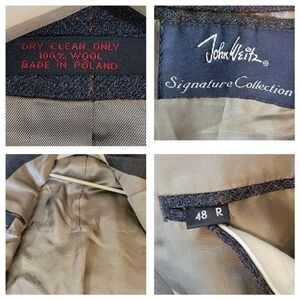 DRY CLEAN ONLY
100% WOOL
MADE IN POLAND
John Weitz®
Signature Collection
48 R